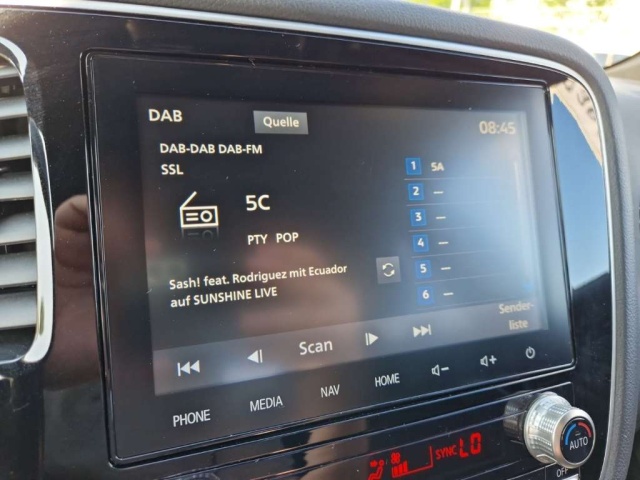 DAB Quelle 08:45
DAB-DAB DAB-FM
SSL
5C
PTY POP
Sash! feat. Rodriguez mit Ecuador
auf SUNSHINE LIVE
1 5A
2 —
3 —
4 —
5 —
6 —
Scan
Sender-
liste
PHONE MEDIA NAV HOME
SYNC LO
AUTO
OFF